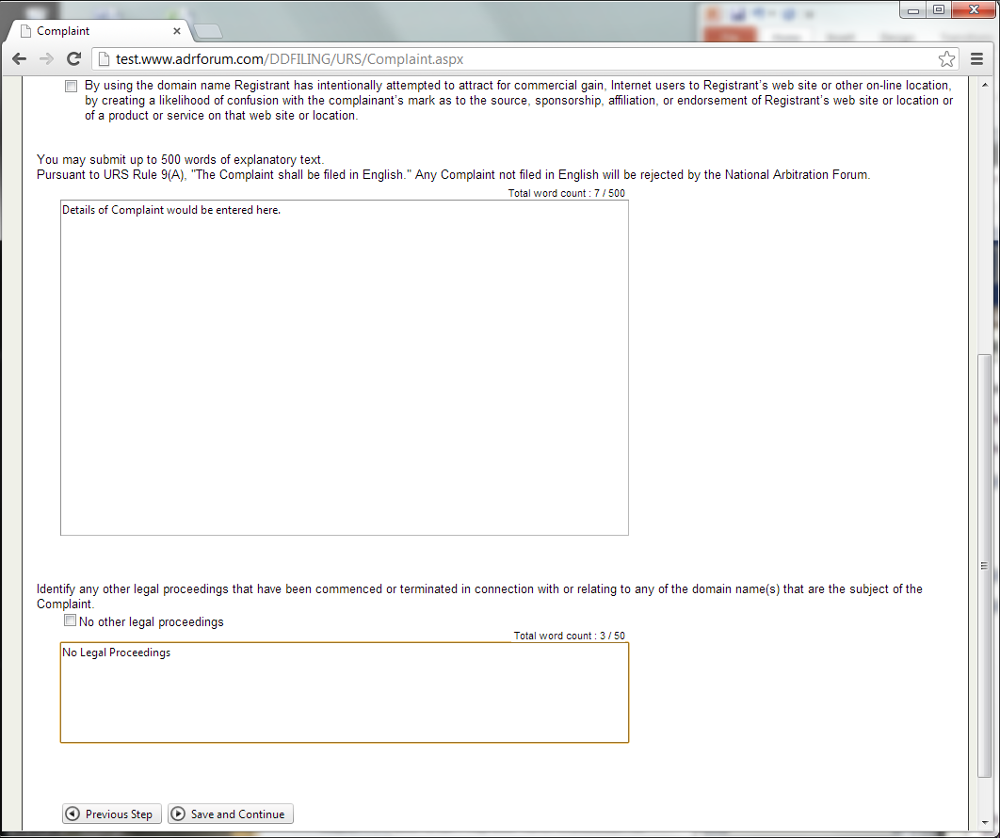 Complaint
test.www.adrforum.com/DDFILING/URS/Complaint.aspx
By using the domain name Registrant has intentionally attempted to attract for commercial gain, Internet users to Registrant's web site or other on-line location,
by creating a likelihood of confusion with the complainant's mark as to the source, sponsorship, affiliation, or endorsement of Registrant's web site or location or
of a product or service on that web site or location.
You may submit up to 500 words of explanatory text.
Pursuant to URS Rule 9(A), "The Complaint shall be filed in English." Any Complaint not filed in English will be rejected by the National Arbitration Forum.
Total word count : 7 / 500
Details of Complaint would be entered here.
Identify any other legal proceedings that have been commenced or terminated in connection with or relating to any of the domain name(s) that are the subject of the
Complaint.
No other legal proceedings
Total word count : 3 / 50
No Legal Proceedings
Previous Step
Save and Continue